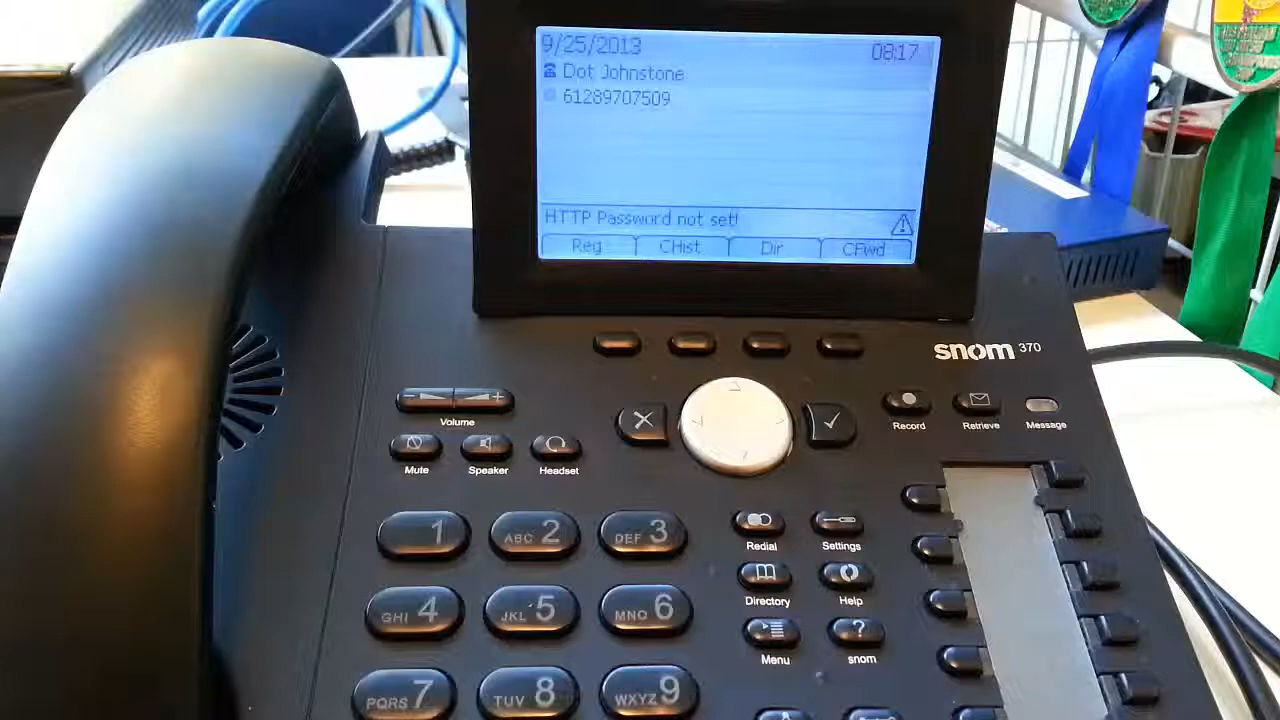 9/25/2013 08:17
Dot Johnstone
61289707509
HTTP Password not set!
Reg CHist Dir CFwd
snom 370
Volume
Record Retrieve Message
Mute Speaker Headset
1 ABC 2 DEF 3
Redial Settings
GHI 4 JKL 5 MNO 6
Directory Help
Menu snom
PQRS 7 TUV 8 WXYZ 9